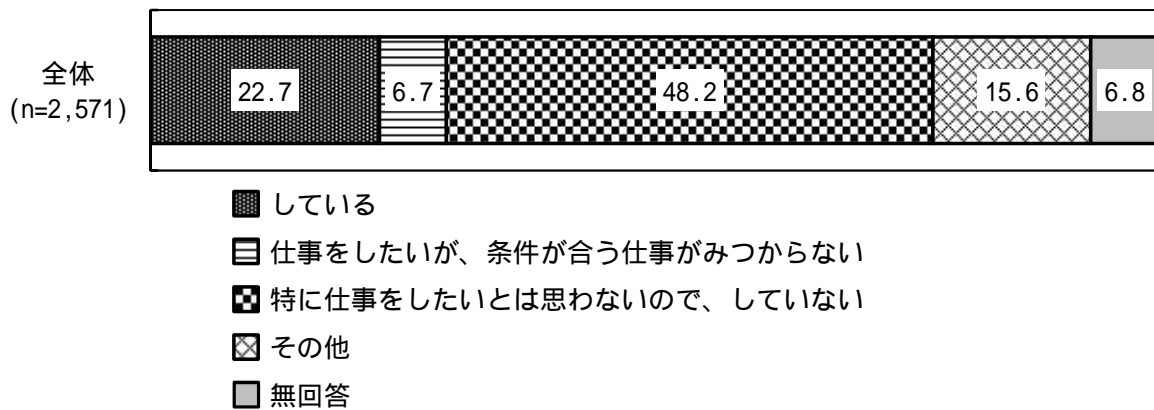 全体
(n=2,571)
22.7 6.7 48.2 15.6 6.8
している
仕事をしたいが、条件が合う仕事がみつからない
特に仕事をしたいとは思わないので、していない
その他
無回答